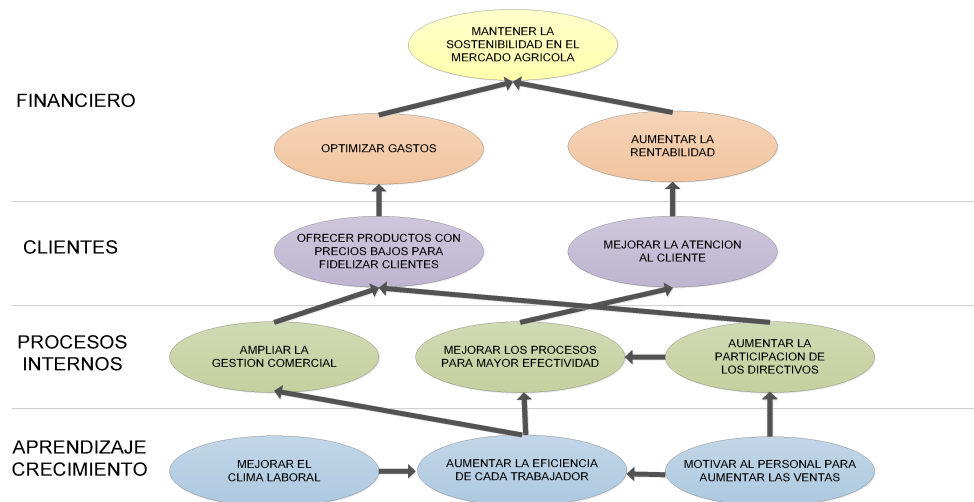 MANTENER LA
SOSTENIBILIDAD EN EL
MERCADO AGRICOLA
FINANCIERO
OPTIMIZAR GASTOS
AUMENTAR LA
RENTABILIDAD
CLIENTES
OFRECER PRODUCTOS CON
PRECIOS BAJOS PARA
FIDELIZAR CLIENTES
MEJORAR LA ATENCION
AL CLIENTE
PROCESOS
INTERNOS
AMPLIAR LA
GESTION COMERCIAL
MEJORAR LOS PROCESOS
PARA MAYOR EFECTIVIDAD
AUMENTAR LA
PARTICIPACION DE
LOS DIRECTIVOS
APRENDIZAJE
CRECIMIENTO
MEJORAR EL
CLIMA LABORAL
AUMENTAR LA EFICIENCIA
DE CADA TRABAJADOR
MOTIVAR AL PERSONAL PARA
AUMENTAR LAS VENTAS